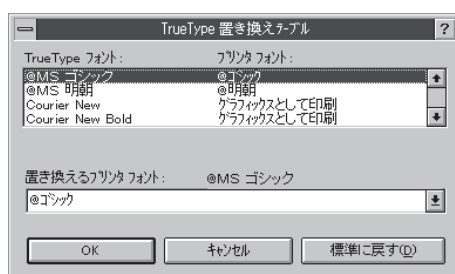 TrueType 置き換えﾃｰﾌﾞﾙ ?
TrueType ﾌｫﾝﾄ: ﾌﾟﾘﾝﾀ ﾌｫﾝﾄ:
@MS ゴシック @ｺﾞｼｯｸ
@MS 明朝 @明朝
Courier New ｸﾞﾗﾌｨｯｸｽとして印刷
Courier New Bold ｸﾞﾗﾌｨｯｸｽとして印刷
置き換えるﾌﾟﾘﾝﾀ ﾌｫﾝﾄ: @MS ゴシック
@ｺﾞｼｯｸ
OK ｷｬﾝｾﾙ 標準に戻す(D)